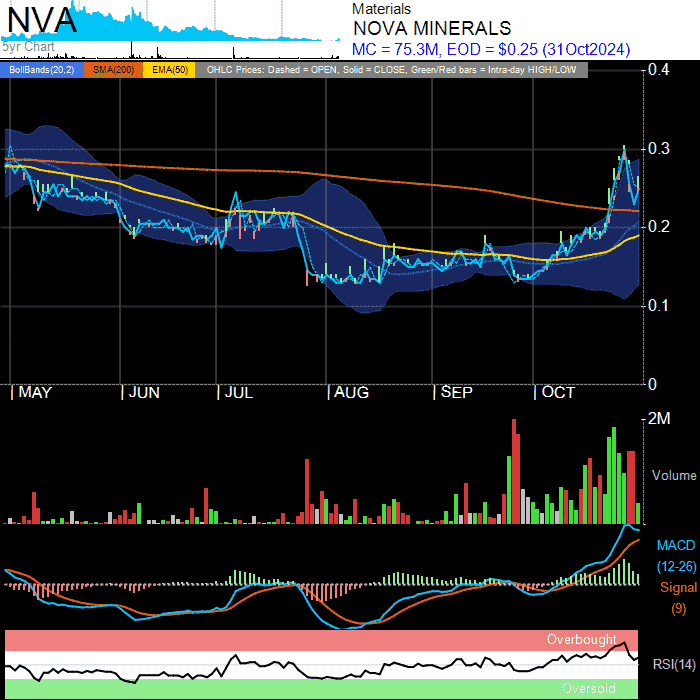 NVA
5yr Chart
Materials
NOVA MINERALS
MC = 75.3M, EOD = $0.25 (31Oct2024)
BollBands(20,2) SMA(200) EMA(50) OHLC Prices: Dashed = OPEN, Solid = CLOSE, Green/Red bars = Intra-day HIGH/LOW
0.4
0.3
0.2
0.1
0
MAY JUN JUL AUG SEP OCT
2M
Volume
MACD
(12-26)
Signal
(9)
Overbought
RSI(14)
Oversold